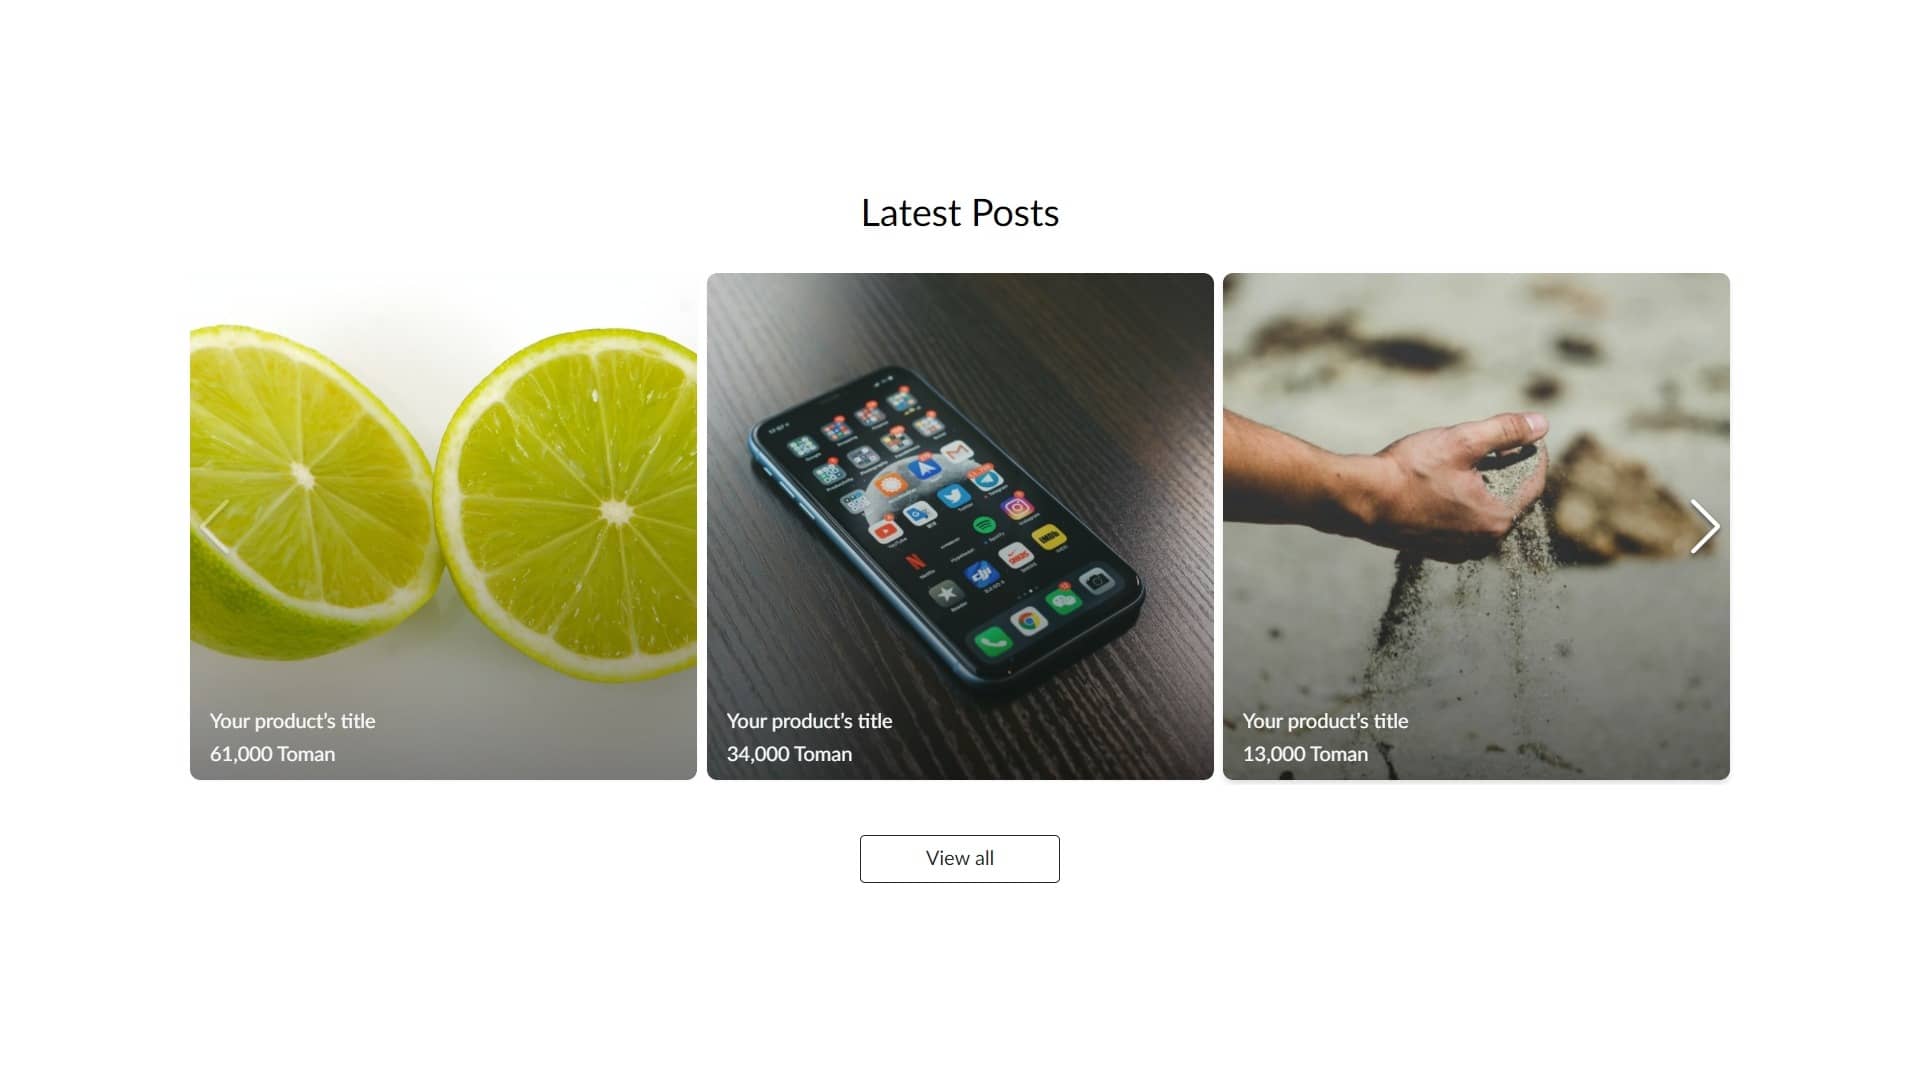 Latest Posts
Your product's title
61,000 Toman
Your product's title
34,000 Toman
Your product's title
13,000 Toman
View all